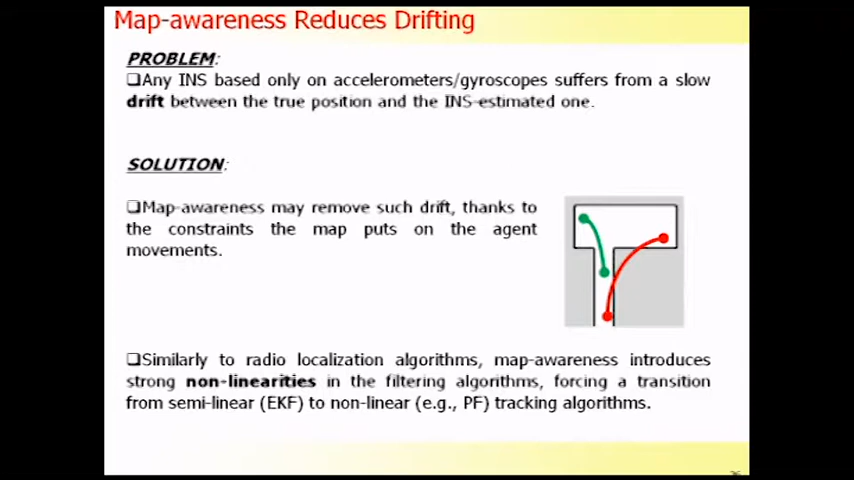 Map-awareness Reduces Drifting
PROBLEM:
❑Any INS based only on accelerometers/gyroscopes suffers from a slow
drift between the true position and the INS-estimated one.
SOLUTION:
❑Map-awareness may remove such drift, thanks to
the constraints the map puts on the agent
movements.
❑Similarly to radio localization algorithms, map-awareness introduces
strong non-linearities in the filtering algorithms, forcing a transition
from semi-linear (EKF) to non-linear (e.g., PF) tracking algorithms.